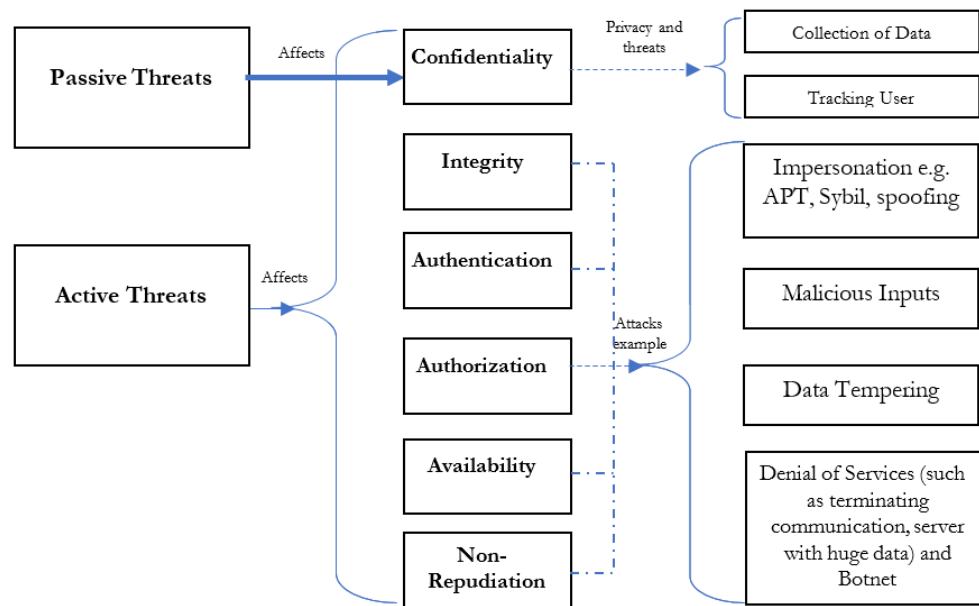 Passive Threats
Affects
Confidentiality
Privacy and
threats
Collection of Data
Tracking User
Integrity
Impersonation e.g.
APT, Sybil, spoofing
Active Threats
Affects
Authentication
Malicious Inputs
Authorization
Attacks
example
Data Tempering
Availability
Denial of Services (such
as terminating
communication, server
with huge data) and
Botnet
Non-
Repudiation